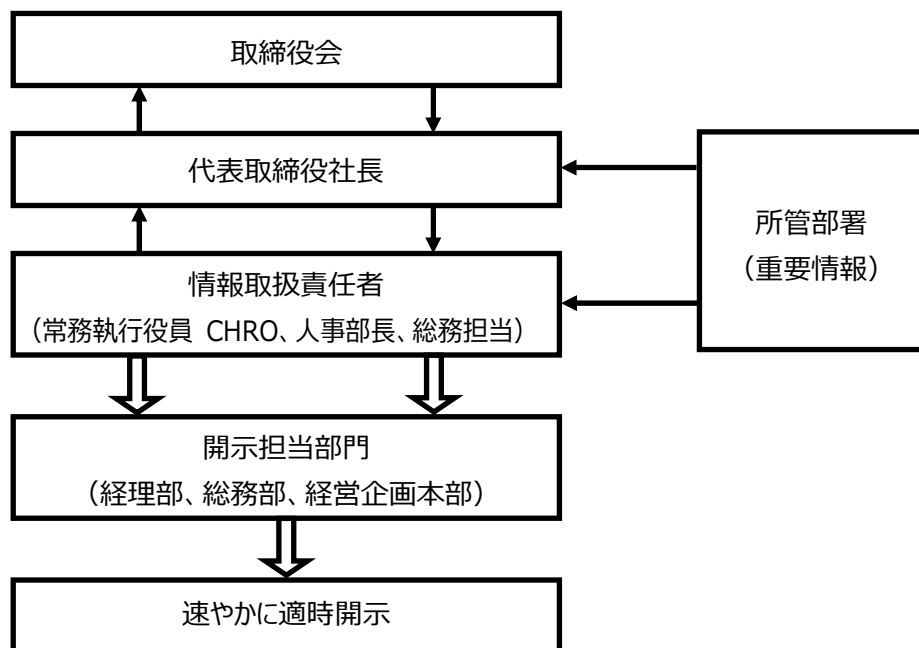 取締役会
代表取締役社長
所管部署
（重要情報）
情報取扱責任者
（常務執行役員 CHRO、人事部長、総務担当）
開示担当部門
（経理部、総務部、経営企画本部）
速やかに適時開示